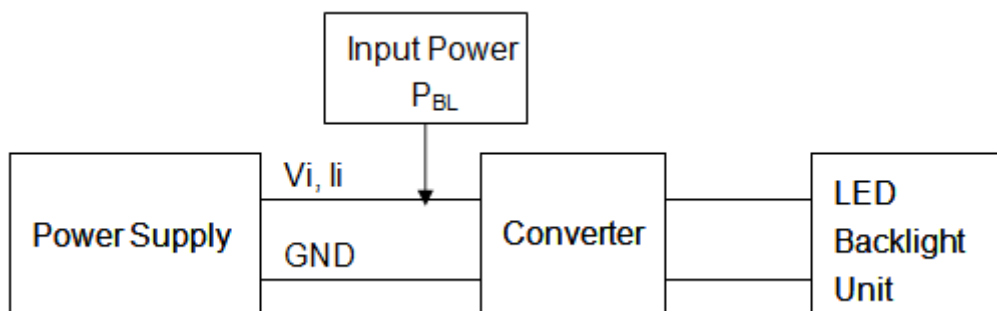 Input Power
PBL
Vi, Ii
Power Supply
GND
Converter
LED
Backlight
Unit